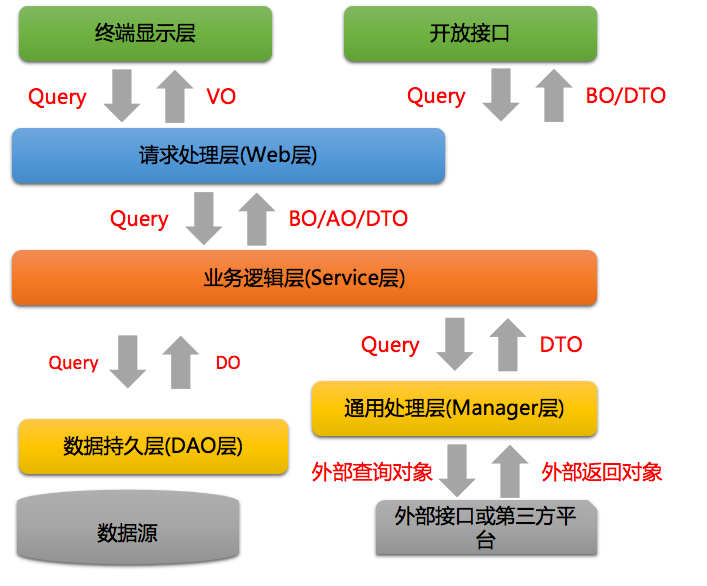 终端显示层
开放接口
Query
VO
Query
BO/DTO
请求处理层(Web层)
Query
BO/AO/DTO
业务逻辑层(Service层)
Query
DO
Query
DTO
数据持久层(DAO层)
通用处理层(Manager层)
外部查询对象
外部返回对象
数据源
外部接口或第三方平
台